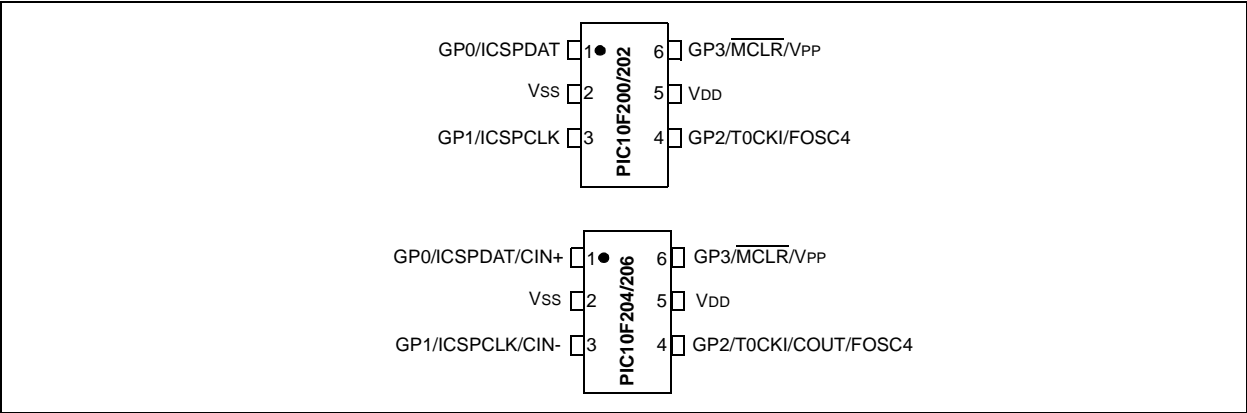 GP0/ICSPDAT 1 6 GP3/MCLR/VPP
VSS 2 5 VDD
GP1/ICSPCLK 3 4 GP2/T0CKI/FOSC4
PIC10F200/202
GP0/ICSPDAT/CIN+ 1 6 GP3/MCLR/VPP
VSS 2 5 VDD
GP1/ICSPCLK/CIN- 3 4 GP2/T0CKI/COUT/FOSC4
PIC10F204/206